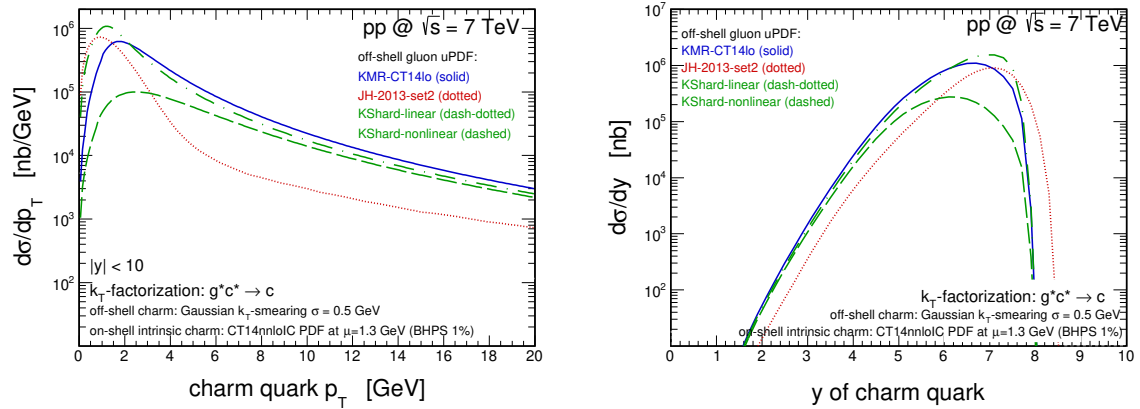 pp @ √s = 7 TeV
off-shell gluon uPDF:
KMR-CT14lo (solid)
JH-2013-set2 (dotted)
KShard-linear (dash-dotted)
KShard-nonlinear (dashed)
|y| < 10
k_T-factorization: g*c* → c
off-shell charm: Gaussian k_T-smearing σ = 0.5 GeV
on-shell intrinsic charm: CT14nnloIC PDF at μ=1.3 GeV (BHPS 1%)
dσ/dp_T [nb/GeV]
10^6
10^5
10^4
10^3
10^2
0 2 4 6 8 10 12 14 16 18 20
charm quark p_T [GeV]
pp @ √s = 7 TeV
off-shell gluon uPDF:
KMR-CT14lo (solid)
JH-2013-set2 (dotted)
KShard-linear (dash-dotted)
KShard-nonlinear (dashed)
k_T-factorization: g*c* → c
off-shell charm: Gaussian k_T-smearing σ = 0.5 GeV
on-shell intrinsic charm: CT14nnloIC PDF at μ=1.3 GeV (BHPS 1%)
dσ/dy [nb]
10^7
10^6
10^5
10^4
10^3
10^2
10
0 1 2 3 4 5 6 7 8 9 10
y of charm quark